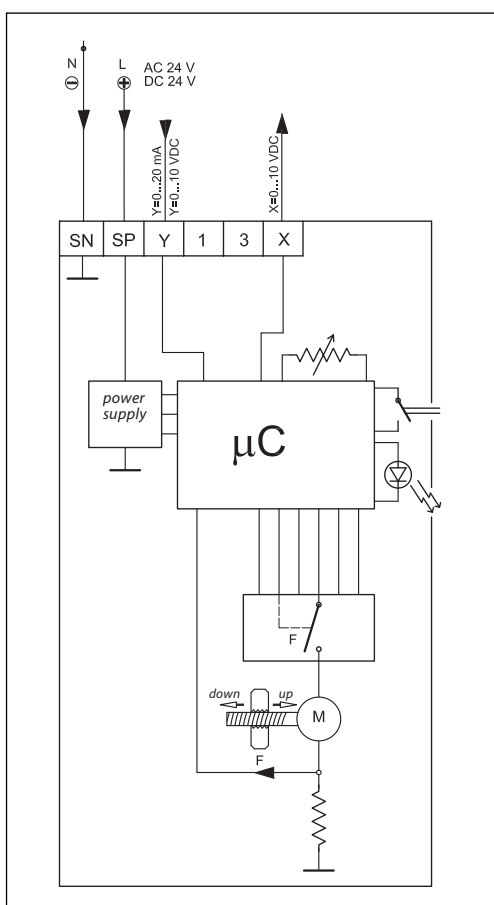 N L AC 24 V
⊖ ⊕ DC 24 V
Y=0...20 mA
Y=0...10 VDC
X=0...10 VDC
SN SP Y 1 3 X
power
supply
μC
F
down up
M
F